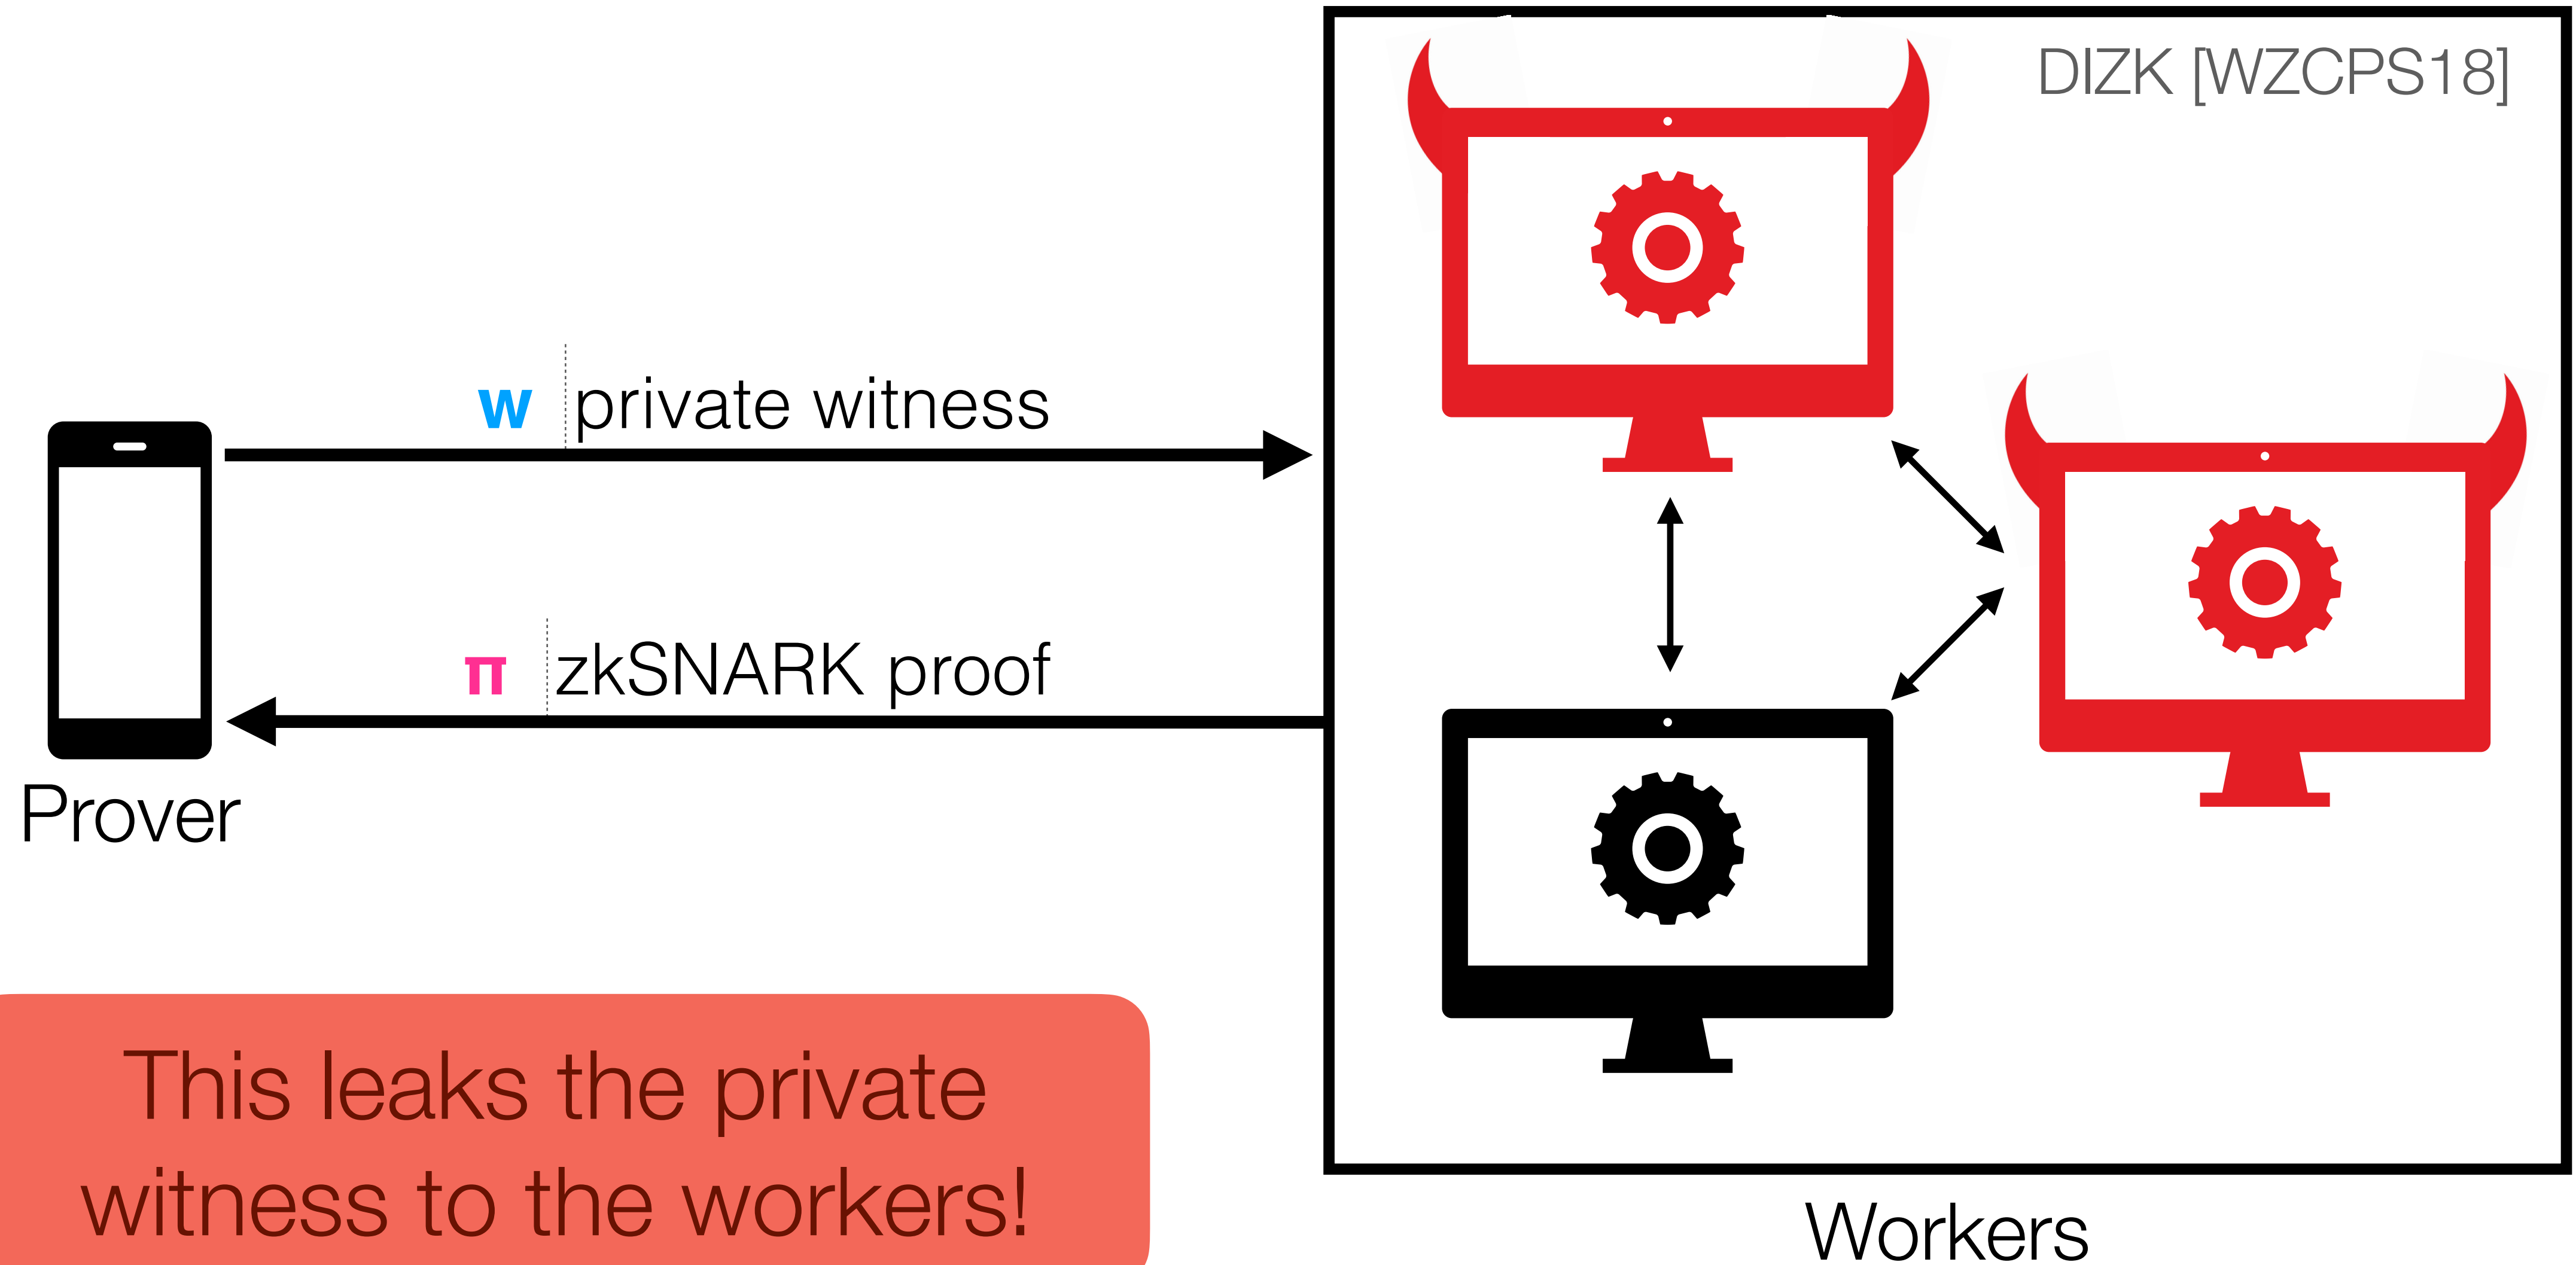 DIZK [WZCPS18]
w private witness
π zkSNARK proof
Prover
This leaks the private
witness to the workers!
Workers